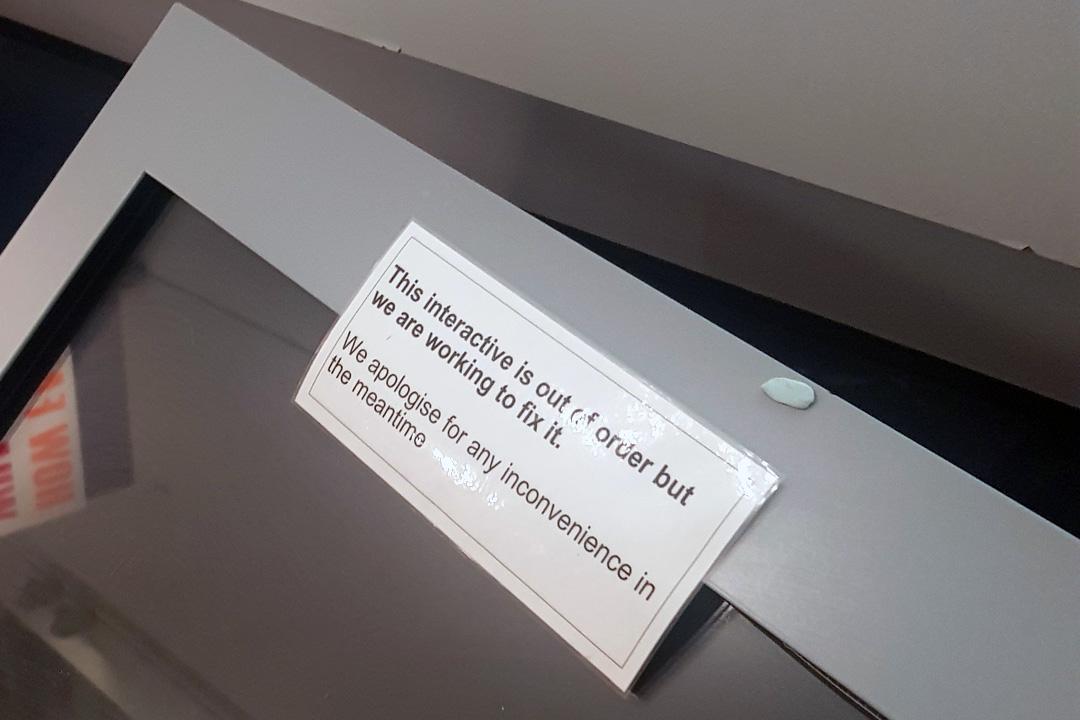 This interactive is out of order but
we are working to fix it.
We apologise for any inconvenience in
the meantime